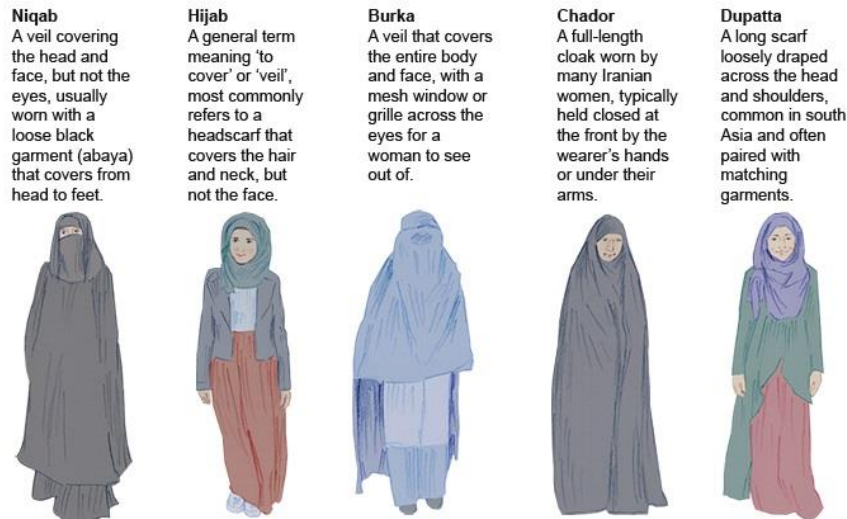 Niqab
A veil covering
the head and
face, but not the
eyes, usually
worn with a
loose black
garment (abaya)
that covers from
head to feet.
Hijab
A general term
meaning ‘to
cover’ or ‘veil’,
most commonly
refers to a
headscarf that
covers the hair
and neck, but
not the face.
Burka
A veil that covers
the entire body
and face, with a
mesh window or
grille across the
eyes for a
woman to see
out of.
Chador
A full-length
cloak worn by
many Iranian
women, typically
held closed at
the front by the
wearer’s hands
or under their
arms.
Dupatta
A long scarf
loosely draped
across the head
and shoulders,
common in south
Asia and often
paired with
matching
garments.